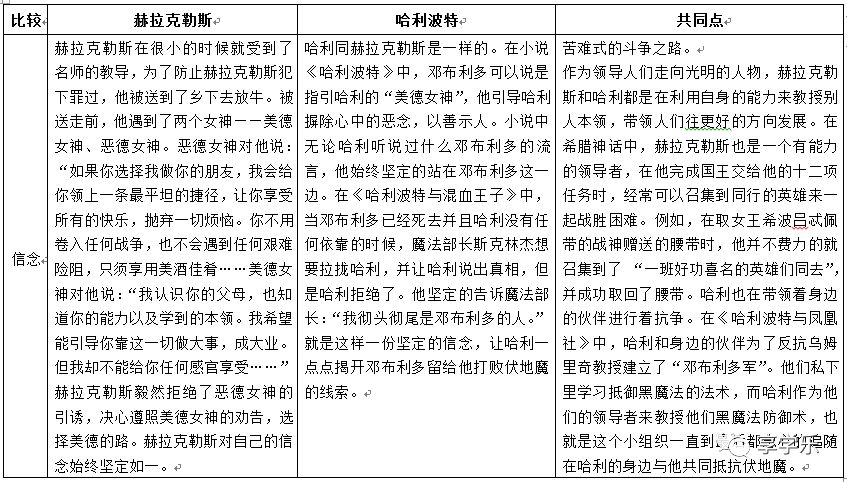 比较
赫拉克勒斯
哈利波特
共同点
信念
赫拉克勒斯在很小的时候就受到了
名师的教导，为了防止赫拉克勒斯犯
下罪过，他被送到了乡下去放牛。被
送走前，他遇到了两个女神——美德
女神、恶德女神。恶德女神对他说：
“如果你选择我做你的朋友，我会给
你领上一条最平坦的捷径，让你享受
所有的快乐，抛弃一切烦恼。你不用
卷入任何战争，也不会遇到任何艰难
险阻，只须享用美酒佳肴……美德女
神对他说：“我认识你的父母，也知
道你的能力以及学到的本领。我希望
能引导你靠这一切做大事，成大业。
但我却不能给你任何感官享受……”
赫拉克勒斯毅然拒绝了恶德女神的
引诱，决心遵照美德女神的劝告，选
择美德的路。赫拉克勒斯对自己的信
念始终坚定如一。
哈利同赫拉克勒斯是一样的。在小说
《哈利波特》中，邓布利多可以说是
指引哈利的“美德女神”，他引导哈利
摒除心中的恶念，以善示人。小说中
无论哈利听说过什么邓布利多的流
言，他始终坚定的站在邓布利多这一
边。在《哈利波特与混血王子》中，
当邓布利多已经死去并且哈利没有任
何依靠的时候，魔法部长斯克林杰想
要拉拢哈利，并让哈利说出真相，但
是哈利拒绝了。他坚定的告诉魔法部
长：“我彻头彻尾是邓布利多的人。”
就是这样一份坚定的信念，让哈利一
点点揭开邓布利多留给他打败伏地魔
的线索。
苦难式的斗争之路。
作为领导人们走向光明的人物，赫拉克勒
斯和哈利都是在利用自身的能力来教授别
人本领，带领人们往更好的方向发展。在
希腊神话中，赫拉克勒斯也是一个有能力
的领导者，在他完成国王交给他的十二项
任务时，经常可以召集到同行的英雄来一
起战胜困难。例如，在取女王希波吕忒佩
带的战神赠送的腰带时，他并不费力的就
召集到了 “一班好功喜名的英雄们同去”，
并成功取回了腰带。哈利也在带领着身边
的伙伴进行着抗争。在《哈利波特与凤凰
社》中，哈利和身边的伙伴为了反抗乌姆
里奇教授建立了“邓布利多军”。他们私下
里学习抵御黑魔法的法术，而哈利作为他
们的领导者来教授他们黑魔法防御术，也
就是这个小组织一直到 都 追随
在哈利的身边与他共同抵抗伏地魔。
享学乐